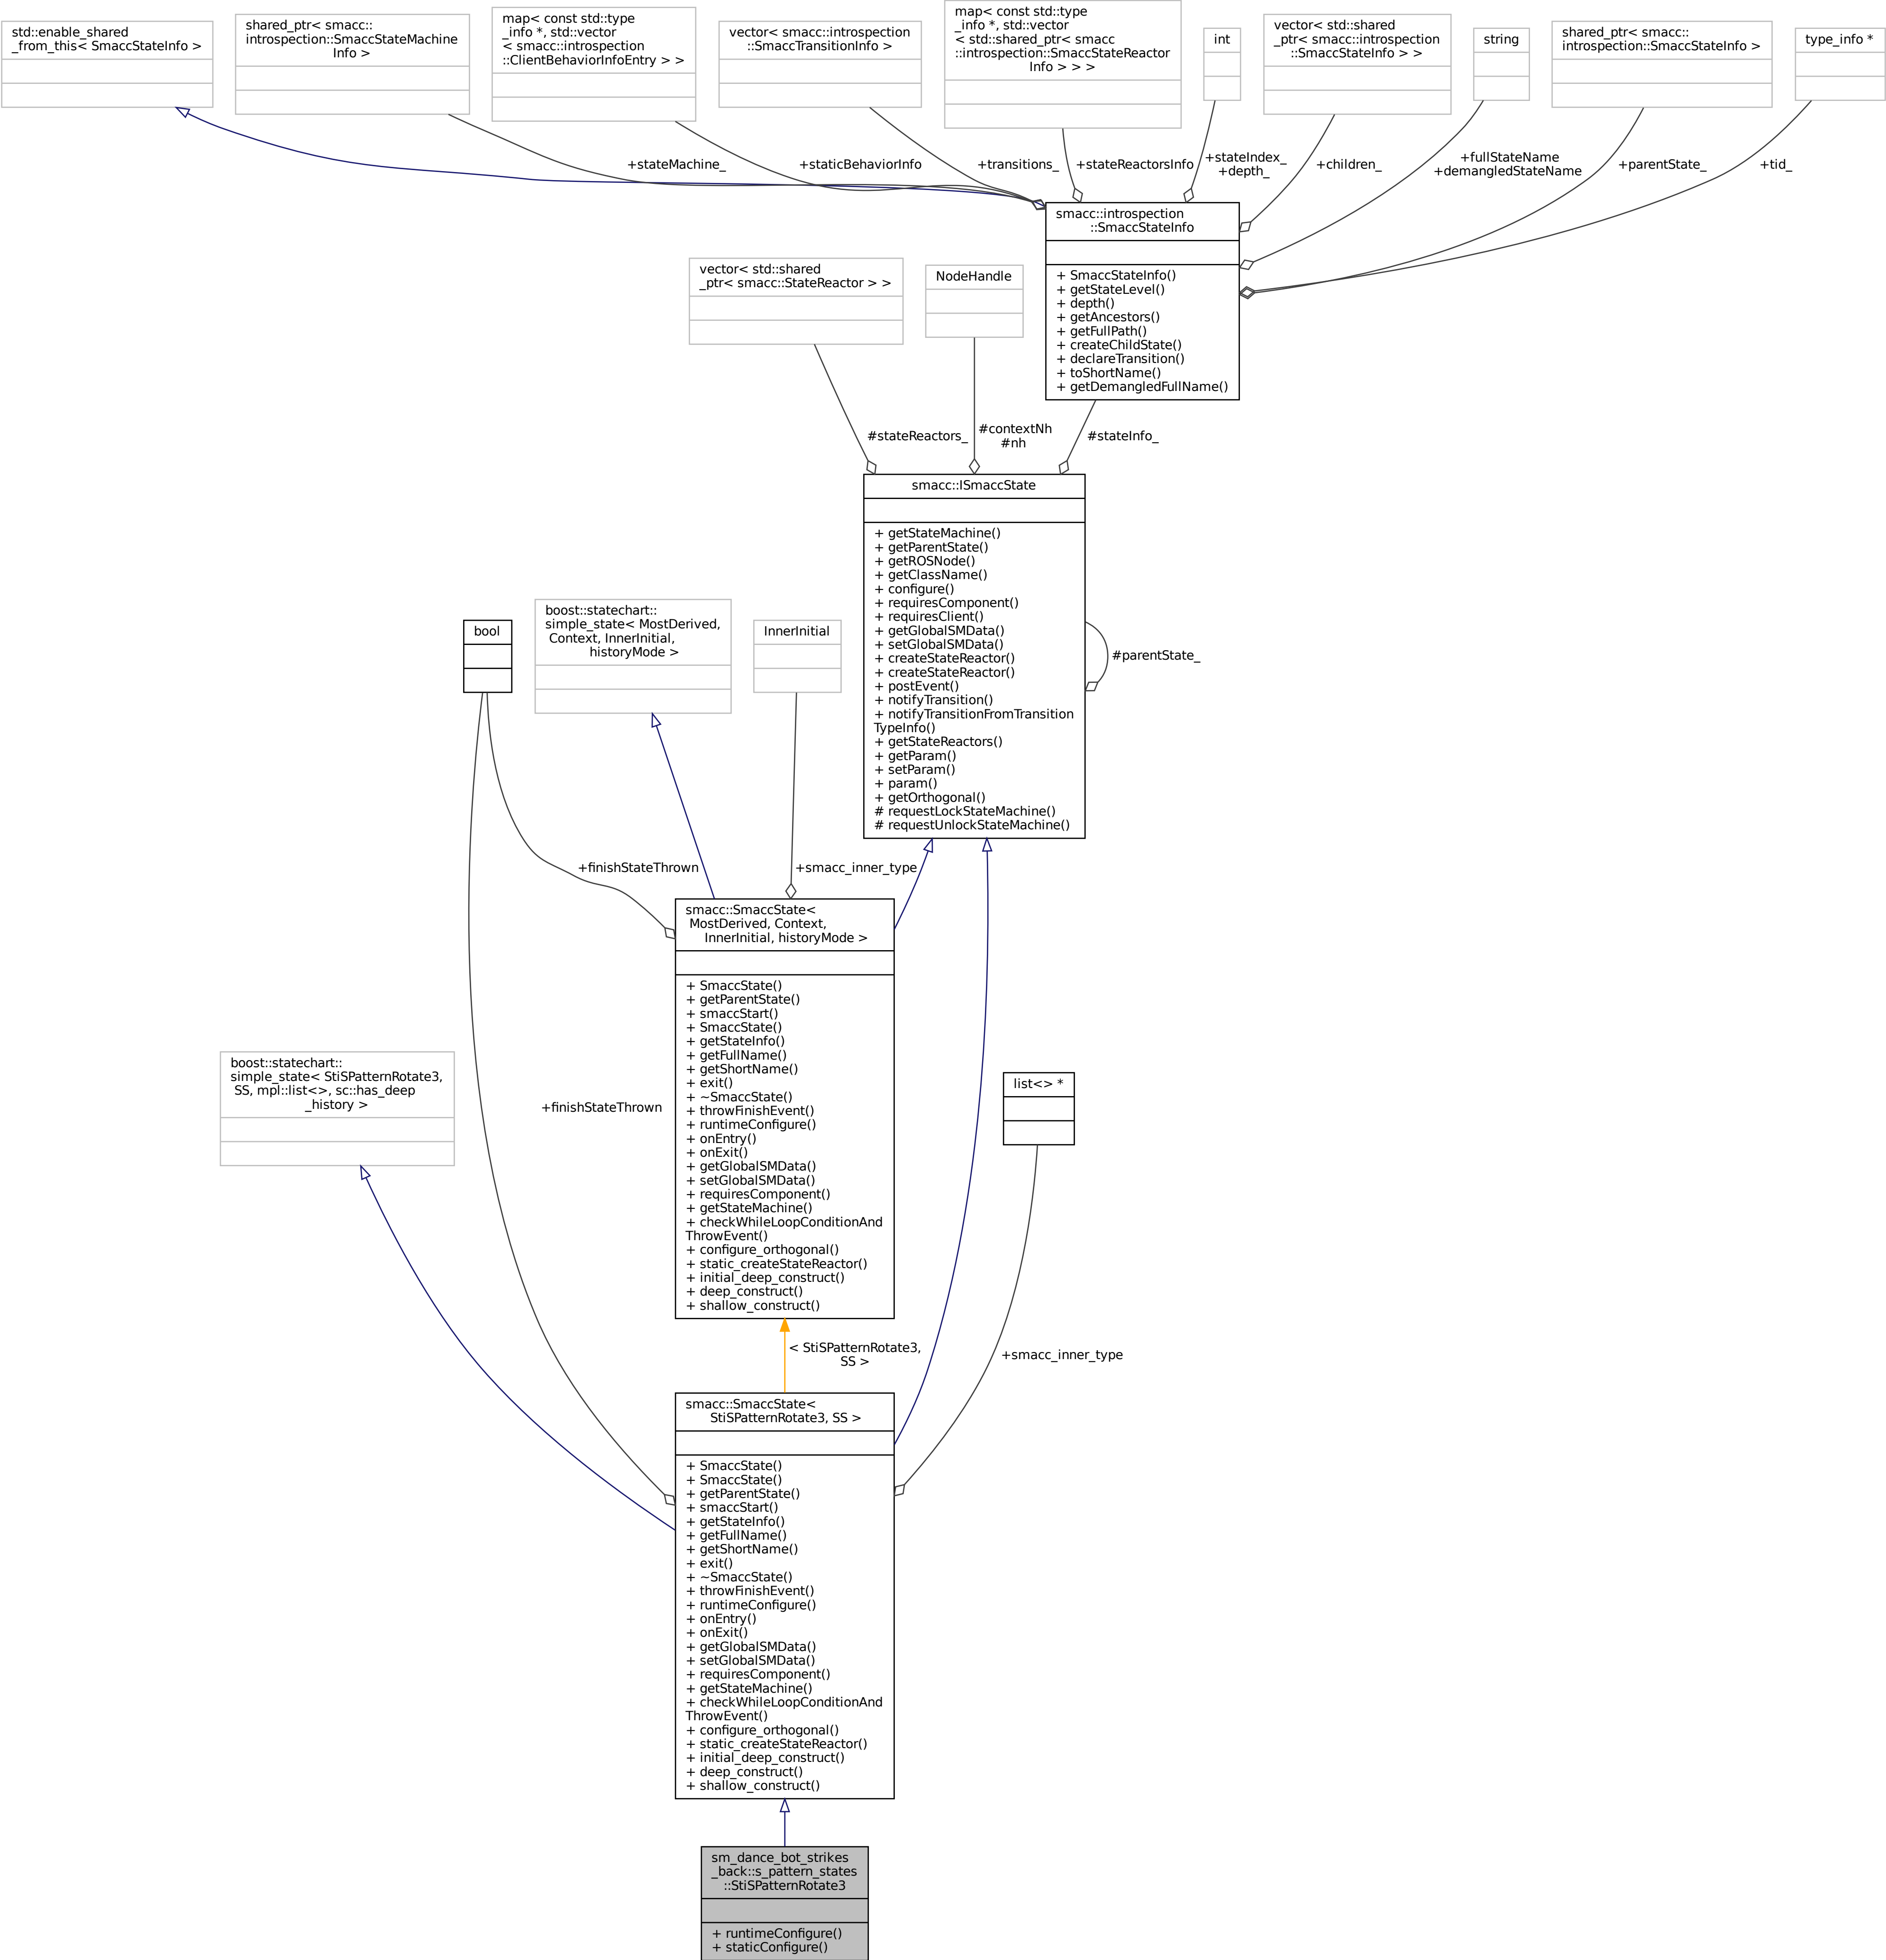 std::enable_shared
_from_this< SmaccStateInfo >
shared_ptr< smacc::
introspection::SmaccStateMachine
Info >
map< const std::type
_info *, std::vector
< smacc::introspection
::ClientBehaviorInfoEntry > >
vector< smacc::introspection
::SmaccTransitionInfo >
map< const std::type
_info *, std::vector
< std::shared_ptr< smacc
::introspection::SmaccStateReactor
Info > > >
int
vector< std::shared
_ptr< smacc::introspection
::SmaccStateInfo > >
string
shared_ptr< smacc::
introspection::SmaccStateInfo >
type_info *
+stateMachine_
+staticBehaviorInfo
+transitions_
+stateReactorsInfo
+stateIndex_
+depth_
+children_
+fullStateName
+demangledStateName
+parentState_
+tid_
smacc::introspection
::SmaccStateInfo
+ SmaccStateInfo()
+ getStateLevel()
+ depth()
+ getAncestors()
+ getFullPath()
+ createChildState()
+ declareTransition()
+ toShortName()
+ getDemangledFullName()
vector< std::shared
_ptr< smacc::StateReactor > >
NodeHandle
#stateReactors_
#contextNh
#nh
#stateInfo_
smacc::ISmaccState
+ getStateMachine()
+ getParentState()
+ getROSNode()
+ getClassName()
+ configure()
+ requiresComponent()
+ requiresClient()
+ getGlobalSMData()
+ setGlobalSMData()
+ createStateReactor()
+ createStateReactor()
+ postEvent()
+ notifyTransition()
+ notifyTransitionFromTransition
TypeInfo()
+ getStateReactors()
+ getParam()
+ setParam()
+ param()
+ getOrthogonal()
# requestLockStateMachine()
# requestUnlockStateMachine()
#parentState_
bool
boost::statechart::
simple_state< MostDerived,
Context, InnerInitial,
historyMode >
InnerInitial
+finishStateThrown
+smacc_inner_type
smacc::SmaccState<
MostDerived, Context,
InnerInitial, historyMode >
+ SmaccState()
+ getParentState()
+ smaccStart()
+ SmaccState()
+ getStateInfo()
+ getFullName()
+ getShortName()
+ exit()
+ ~SmaccState()
+ throwFinishEvent()
+ runtimeConfigure()
+ onEntry()
+ onExit()
+ getGlobalSMData()
+ setGlobalSMData()
+ requiresComponent()
+ getStateMachine()
+ checkWhileLoopConditionAnd
ThrowEvent()
+ configure_orthogonal()
+ static_createStateReactor()
+ initial_deep_construct()
+ deep_construct()
+ shallow_construct()
boost::statechart::
simple_state< StiSPatternRotate3,
SS, mpl::list<>, sc::has_deep
_history >
+finishStateThrown
list<> *
< StiSPatternRotate3,
SS >
+smacc_inner_type
smacc::SmaccState<
StiSPatternRotate3, SS >
+ SmaccState()
+ SmaccState()
+ getParentState()
+ smaccStart()
+ getStateInfo()
+ getFullName()
+ getShortName()
+ exit()
+ ~SmaccState()
+ throwFinishEvent()
+ runtimeConfigure()
+ onEntry()
+ onExit()
+ getGlobalSMData()
+ setGlobalSMData()
+ requiresComponent()
+ getStateMachine()
+ checkWhileLoopConditionAnd
ThrowEvent()
+ configure_orthogonal()
+ static_createStateReactor()
+ initial_deep_construct()
+ deep_construct()
+ shallow_construct()
sm_dance_bot_strikes
_back::s_pattern_states
::StiSPatternRotate3
+ runtimeConfigure()
+ staticConfigure()